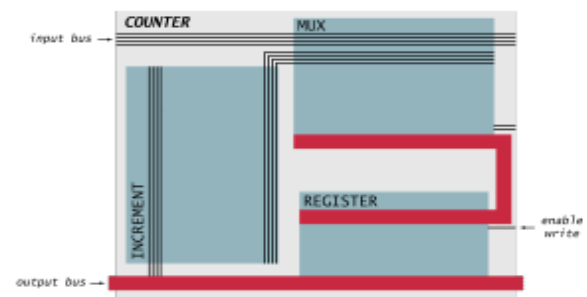 COUNTER
MUX
input bus
INCREMENT
REGISTER
enable
write
output bus